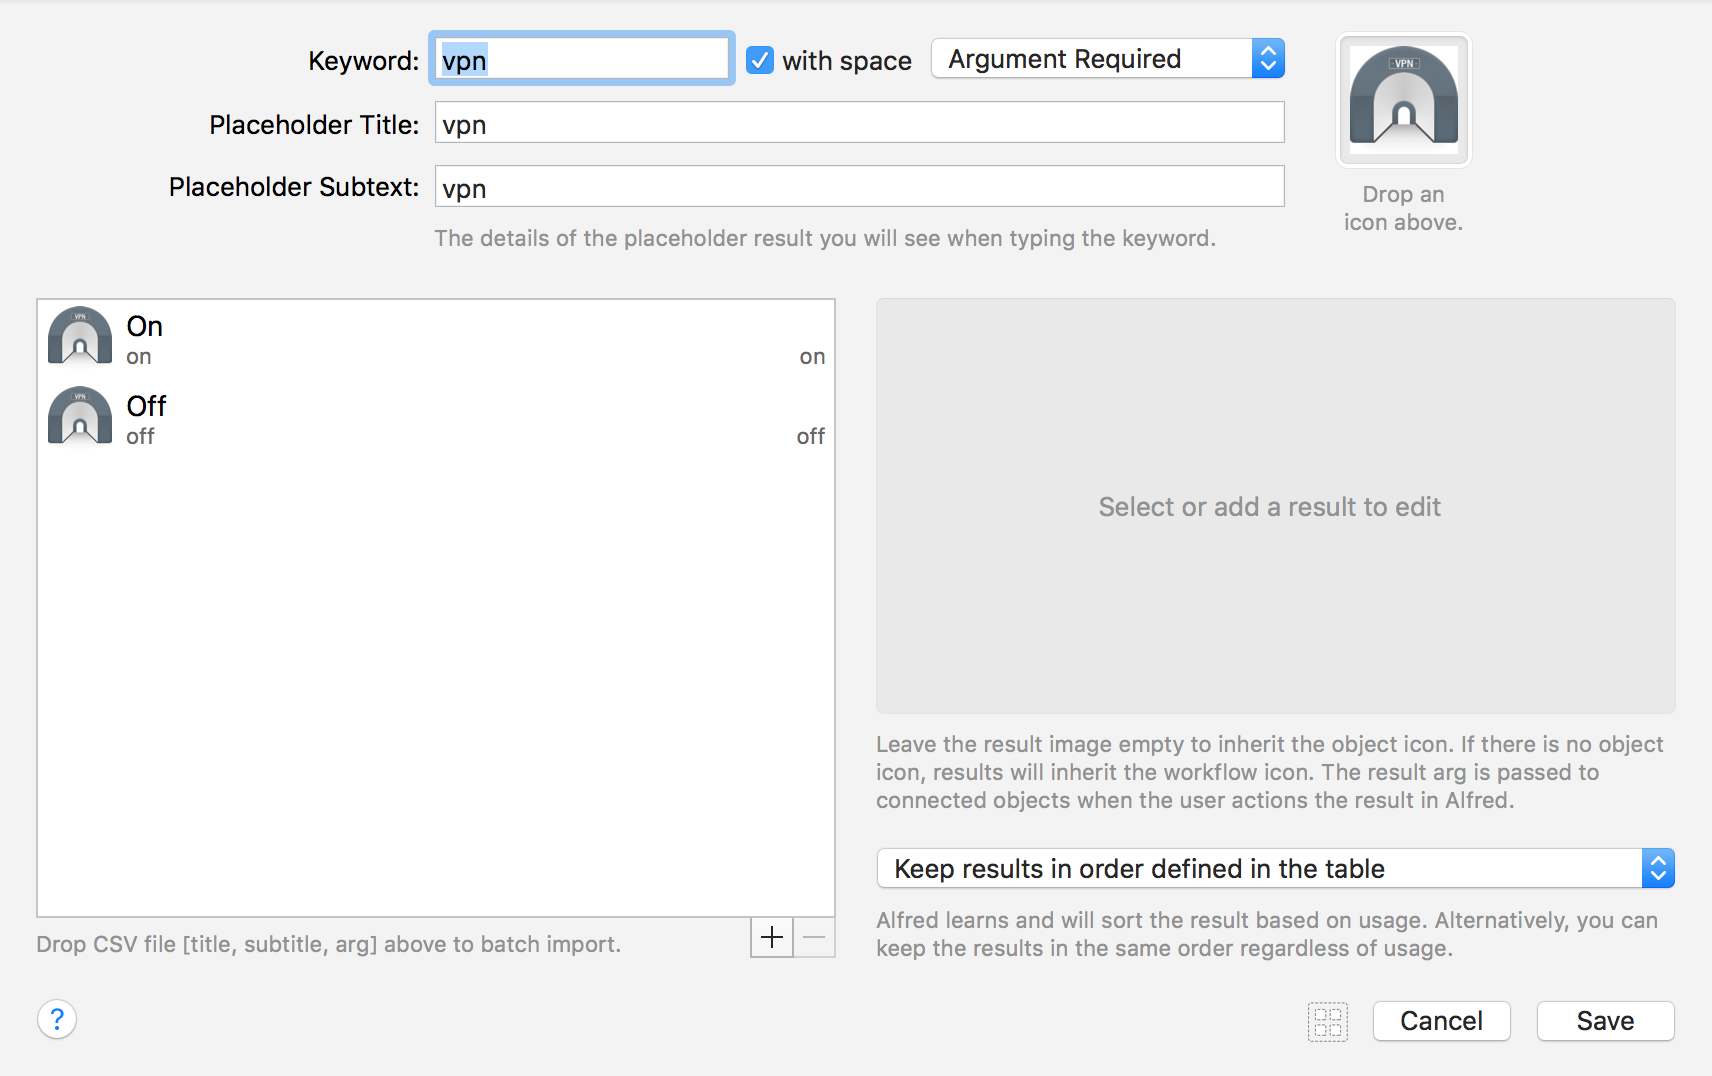 Keyword: vpn with space Argument Required
VPN
Placeholder Title: vpn
Placeholder Subtext: vpn
Drop an
icon above.
The details of the placeholder result you will see when typing the keyword.
VPN
On
on on
VPN
Off
off off
Select or add a result to edit
Leave the result image empty to inherit the object icon. If there is no object
icon, results will inherit the workflow icon. The result arg is passed to
connected objects when the user actions the result in Alfred.
Keep results in order defined in the table
Alfred learns and will sort the result based on usage. Alternatively, you can
keep the results in the same order regardless of usage.
Drop CSV file [title, subtitle, arg] above to batch import.
+ −
? Cancel Save